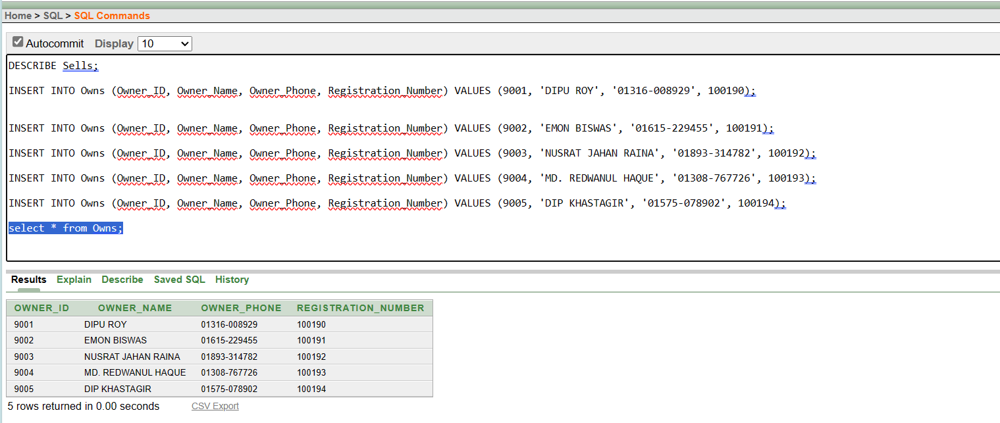 Home > SQL > SQL Commands
Autocommit Display 10
DESCRIBE Sells;
INSERT INTO Owns (Owner_ID, Owner_Name, Owner_Phone, Registration_Number) VALUES (9001, 'DIPU ROY', '01316-008929', 100190);
INSERT INTO Owns (Owner_ID, Owner_Name, Owner_Phone, Registration_Number) VALUES (9002, 'EMON BISWAS', '01615-229455', 100191);
INSERT INTO Owns (Owner_ID, Owner_Name, Owner_Phone, Registration_Number) VALUES (9003, 'NUSRAT JAHAN RAINA', '01893-314782', 100192);
INSERT INTO Owns (Owner_ID, Owner_Name, Owner_Phone, Registration_Number) VALUES (9004, 'MD. REDWANUL HAQUE', '01308-767726', 100193);
INSERT INTO Owns (Owner_ID, Owner_Name, Owner_Phone, Registration_Number) VALUES (9005, 'DIP KHASTAGIR', '01575-078902', 100194);
select * from Owns;
Results Explain Describe Saved SQL History
OWNER_ID OWNER_NAME OWNER_PHONE REGISTRATION_NUMBER
9001 DIPU ROY 01316-008929 100190
9002 EMON BISWAS 01615-229455 100191
9003 NUSRAT JAHAN RAINA 01893-314782 100192
9004 MD. REDWANUL HAQUE 01308-767726 100193
9005 DIP KHASTAGIR 01575-078902 100194
5 rows returned in 0.00 seconds CSV Export